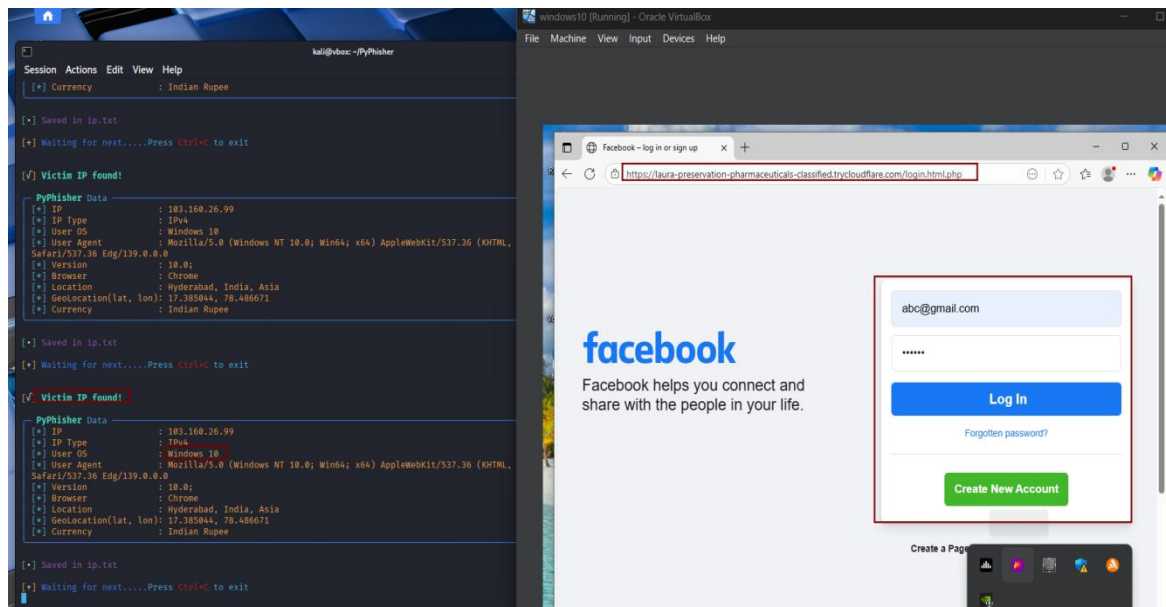 kali@vbox: ~/PyPhisher
Session Actions Edit View Help
[*] Currency : Indian Rupee
[•] Saved in ip.txt
[+] Waiting for next.....Press Ctrl+C to exit
[√] Victim IP found!
PyPhisher Data
[*] IP : 103.160.26.99
[*] IP Type : IPv4
[*] User OS : Windows 10
[*] User Agent : Mozilla/5.0 (Windows NT 10.0; Win64; x64) AppleWebKit/537.36 (KHTML,
Safari/537.36 Edg/139.0.0.0
[*] Version : 10.0;
[*] Browser : Chrome
[*] Location : Hyderabad, India, Asia
[*] GeoLocation(lat, lon): 17.385044, 78.486671
[*] Currency : Indian Rupee
[•] Saved in ip.txt
[+] Waiting for next.....Press Ctrl+C to exit
[√] Victim IP found!
PyPhisher Data
[*] IP : 103.160.26.99
[*] IP Type : IPv4
[*] User OS : Windows 10
[*] User Agent : Mozilla/5.0 (Windows NT 10.0; Win64; x64) AppleWebKit/537.36 (KHTML,
Safari/537.36 Edg/139.0.0.0
[*] Version : 10.0;
[*] Browser : Chrome
[*] Location : Hyderabad, India, Asia
[*] GeoLocation(lat, lon): 17.385044, 78.486671
[*] Currency : Indian Rupee
[•] Saved in ip.txt
[+] Waiting for next.....Press Ctrl+C to exit
windows10 [Running] - Oracle VirtualBox
File Machine View Input Devices Help
Facebook – log in or sign up
https://laura-preservation-pharmaceuticals-classified.trycloudflare.com/login.html.php
facebook
Facebook helps you connect and
share with the people in your life.
abc@gmail.com
••••••
Log In
Forgotten password?
Create New Account
Create a Page